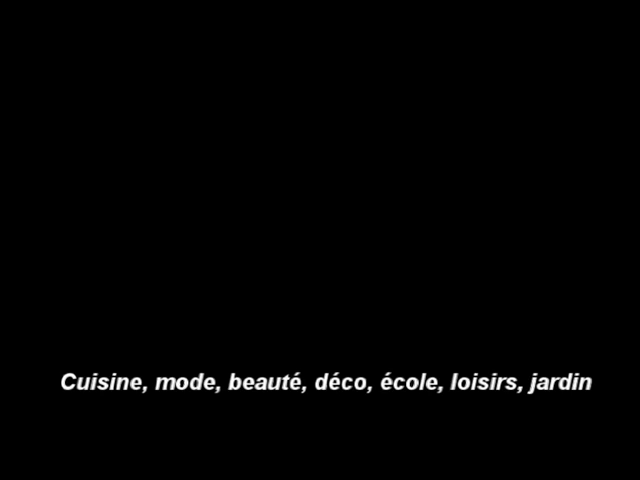 Cuisine, mode, beauté, déco, école, loisirs, jardin